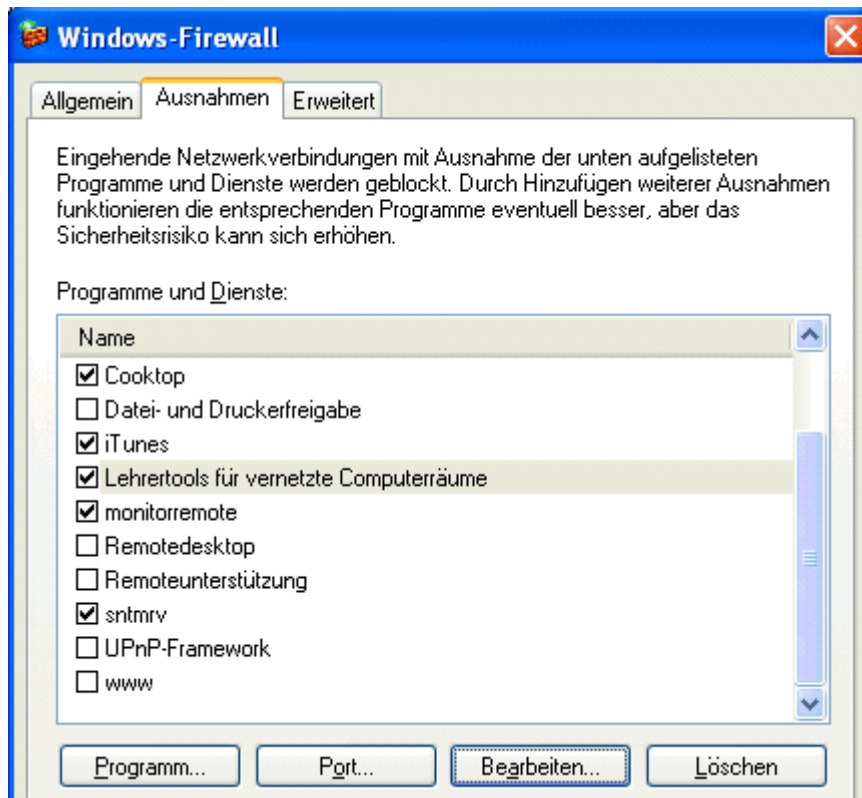 Windows-Firewall
Allgemein Ausnahmen Erweitert
Eingehende Netzwerkverbindungen mit Ausnahme der unten aufgelisteten
Programme und Dienste werden geblockt. Durch Hinzufügen weiterer Ausnahmen
funktionieren die entsprechenden Programme eventuell besser, aber das
Sicherheitsrisiko kann sich erhöhen.
Programme und Dienste:
Name
Cooktop
Datei- und Druckerfreigabe
iTunes
Lehrertools für vernetzte Computerräume
monitorremote
Remotedesktop
Remoteunterstützung
sntmrv
UPnP-Framework
www
Programm... Port... Bearbeiten... Löschen